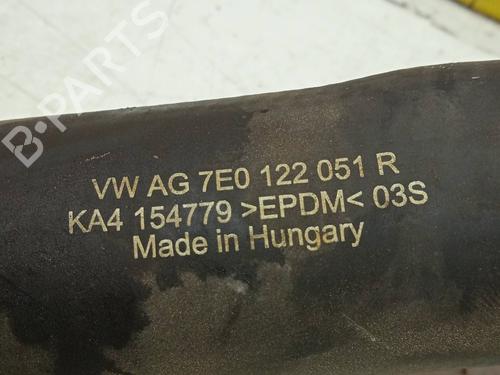 B-PARTS
VW AG 7E0 122 051 R
KA4 154779 >EPDM< 03S
Made in Hungary